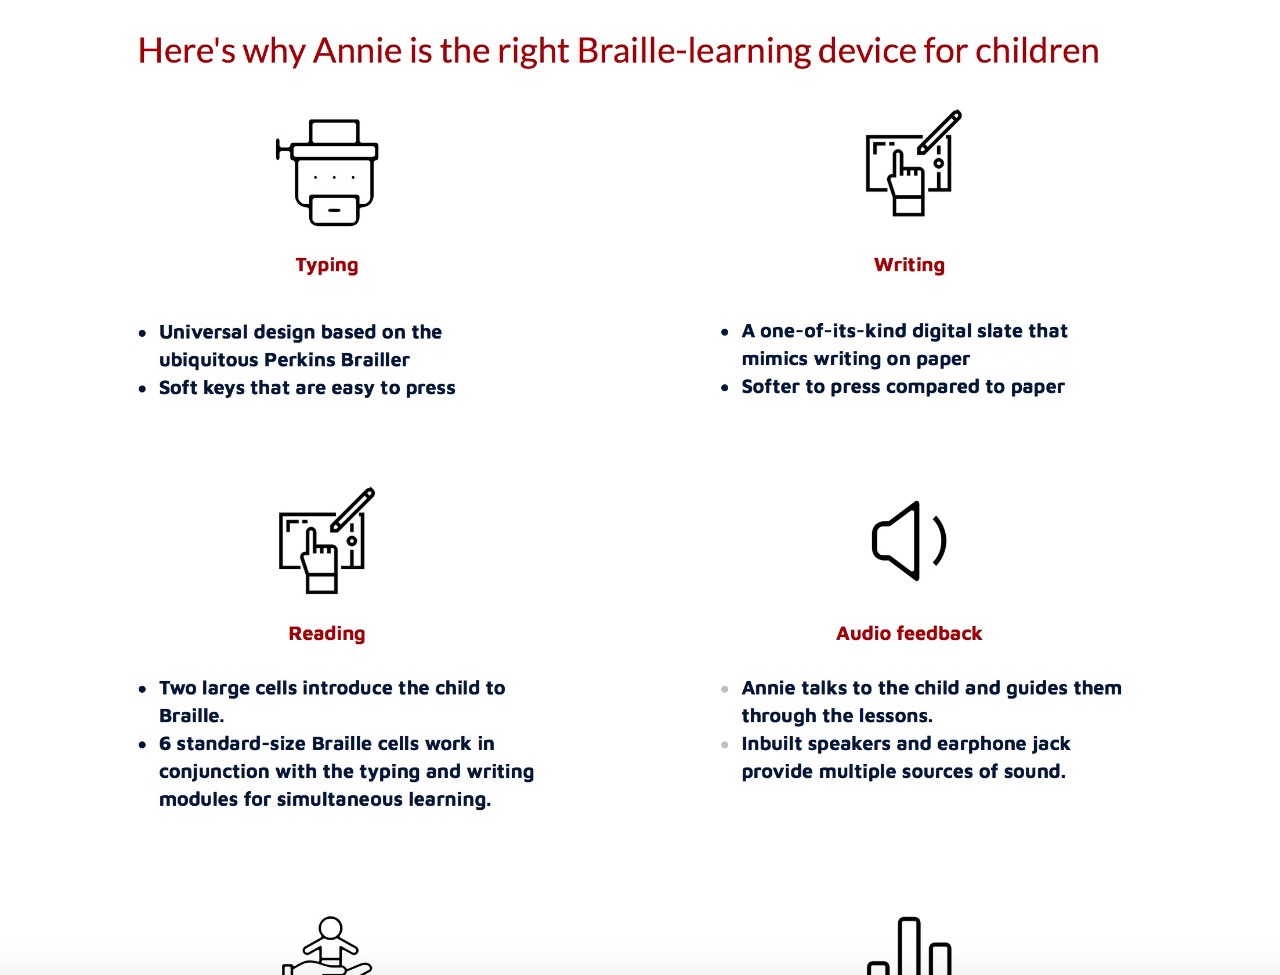 Here's why Annie is the right Braille-learning device for children
Typing
• Universal design based on the
ubiquitous Perkins Brailler
• Soft keys that are easy to press
Writing
• A one-of-its-kind digital slate that
mimics writing on paper
• Softer to press compared to paper
Reading
• Two large cells introduce the child to
Braille.
• 6 standard-size Braille cells work in
conjunction with the typing and writing
modules for simultaneous learning.
Audio feedback
• Annie talks to the child and guides them
through the lessons.
• Inbuilt speakers and earphone jack
provide multiple sources of sound.